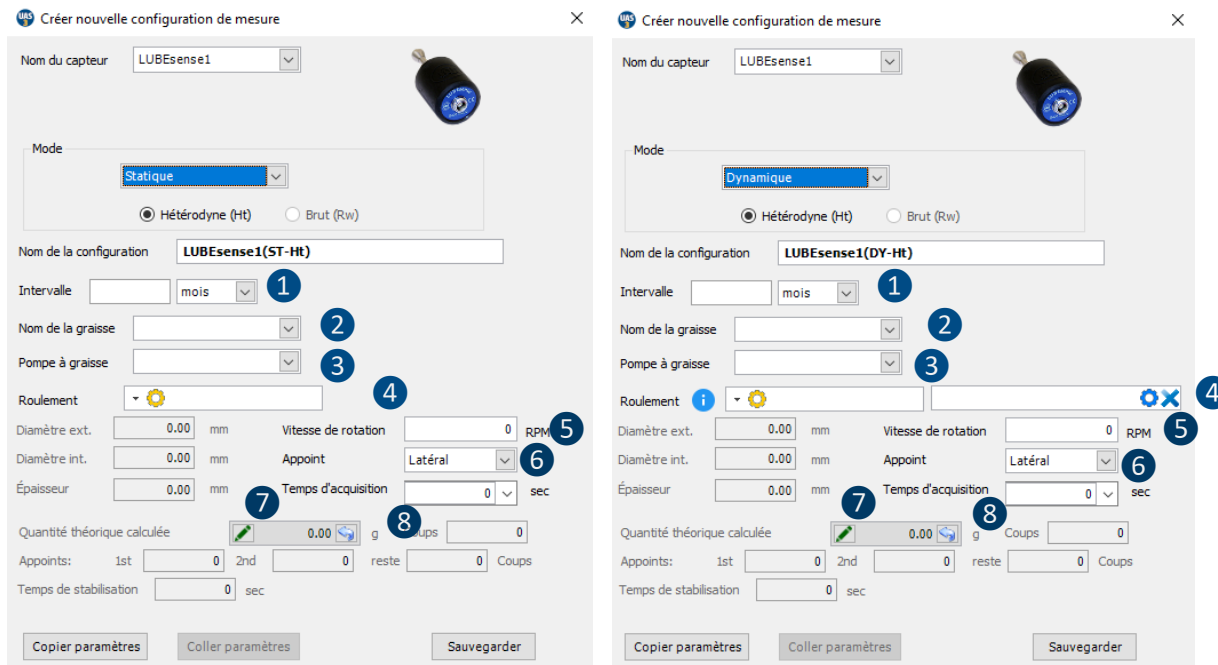 Créer nouvelle configuration de mesure
Nom du capteur LUBEsense1
Mode
Statique
Hétérodyne (Ht) Brut (Rw)
Nom de la configuration LUBEsense1(ST-Ht)
Intervalle mois 1
Nom de la graisse 2
Pompe à graisse 3
Roulement 4
Diamètre ext. 0.00 mm Vitesse de rotation 0 RPM 5
Diamètre int. 0.00 mm Appoint Latéral 6
Épaisseur 0.00 mm Temps d'acquisition 0 sec
7 8
Quantité théorique calculée 0.00 g Coups 0
Appoints: 1st 0 2nd 0 reste 0 Coups
Temps de stabilisation 0 sec
Copier paramètres Coller paramètres Sauvegarder
Créer nouvelle configuration de mesure
Nom du capteur LUBEsense1
Mode
Dynamique
Hétérodyne (Ht) Brut (Rw)
Nom de la configuration LUBEsense1(DY-Ht)
Intervalle mois 1
Nom de la graisse 2
Pompe à graisse 3
Roulement i 4
Diamètre ext. 0.00 mm Vitesse de rotation 0 RPM 5
Diamètre int. 0.00 mm Appoint Latéral 6
Épaisseur 0.00 mm Temps d'acquisition 0 sec
7 8
Quantité théorique calculée 0.00 g Coups 0
Appoints: 1st 0 2nd 0 reste 0 Coups
Temps de stabilisation 0 sec
Copier paramètres Coller paramètres Sauvegarder